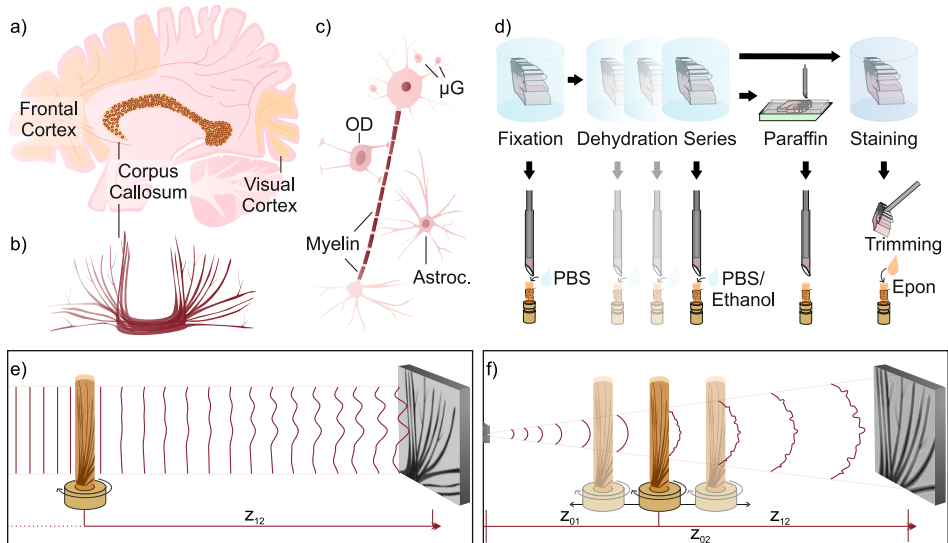 a)
Frontal
Cortex
Corpus
Callosum
Visual
Cortex
b)
c)
µG
OD
Myelin
Astroc.
d)
Fixation
Dehydration Series
Paraffin
Staining
PBS
PBS/
Ethanol
Trimming
Epon
e)
z12
f)
z01
z12
z02